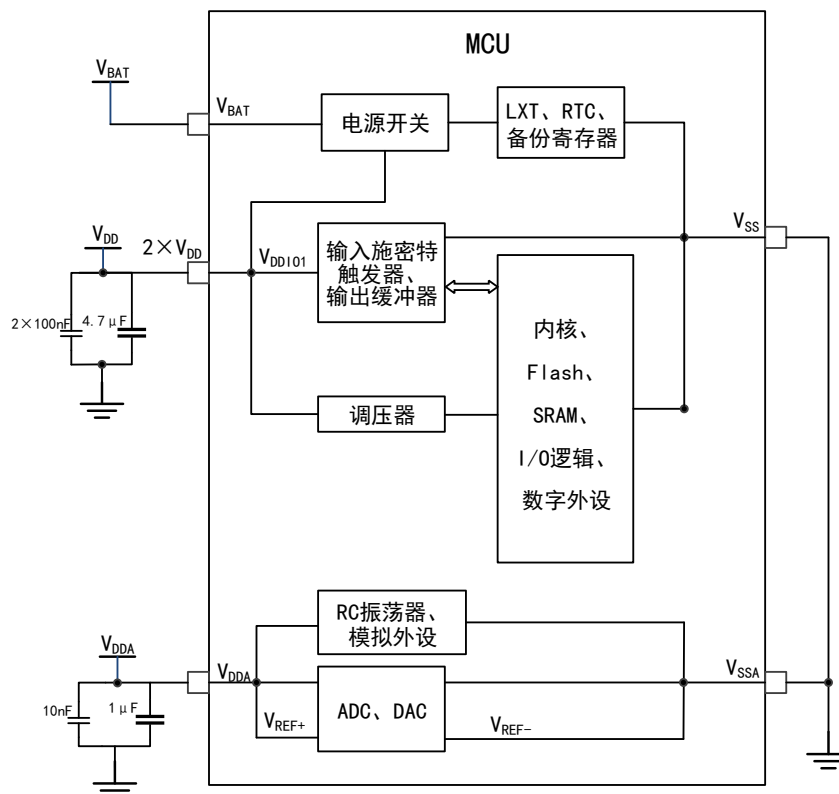 MCU
VBAT
VBAT
电源开关
LXT、RTC、
备份寄存器
VSS
VDD
2×VDD
VDDIO1
输入施密特
触发器、
输出缓冲器
2×100nF
4.7μF
内核、
Flash、
SRAM、
I/O逻辑、
数字外设
调压器
RC振荡器、
模拟外设
VDDA
VDDA
VSSA
10nF
1μF
ADC、DAC
VREF+
VREF-